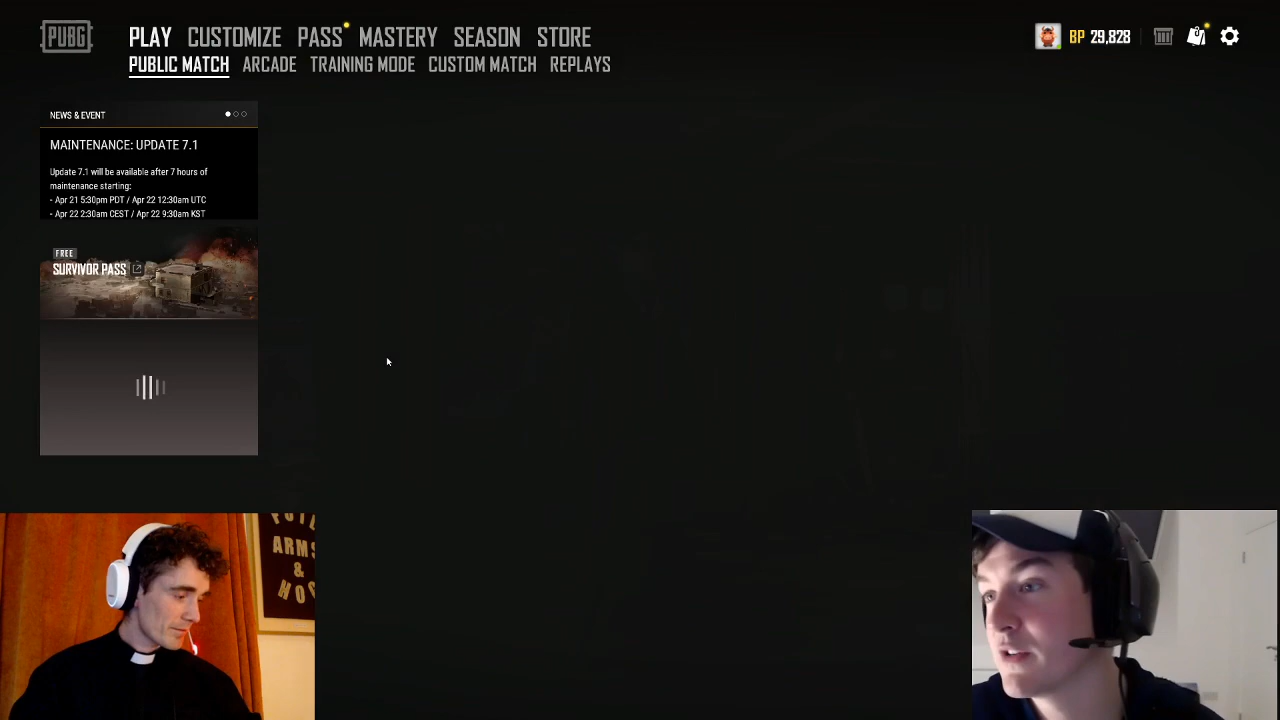 PUBG
PLAY CUSTOMIZE PASS MASTERY SEASON STORE
BP 29,828
PUBLIC MATCH ARCADE TRAINING MODE CUSTOM MATCH REPLAYS
NEWS & EVENT
MAINTENANCE: UPDATE 7.1
Update 7.1 will be available after 7 hours of
maintenance starting:
- Apr 21 5:30pm PDT / Apr 22 12:30am UTC
- Apr 22 2:30am CEST / Apr 22 9:30am KST
FREE
SURVIVOR PASS
ARMS
&